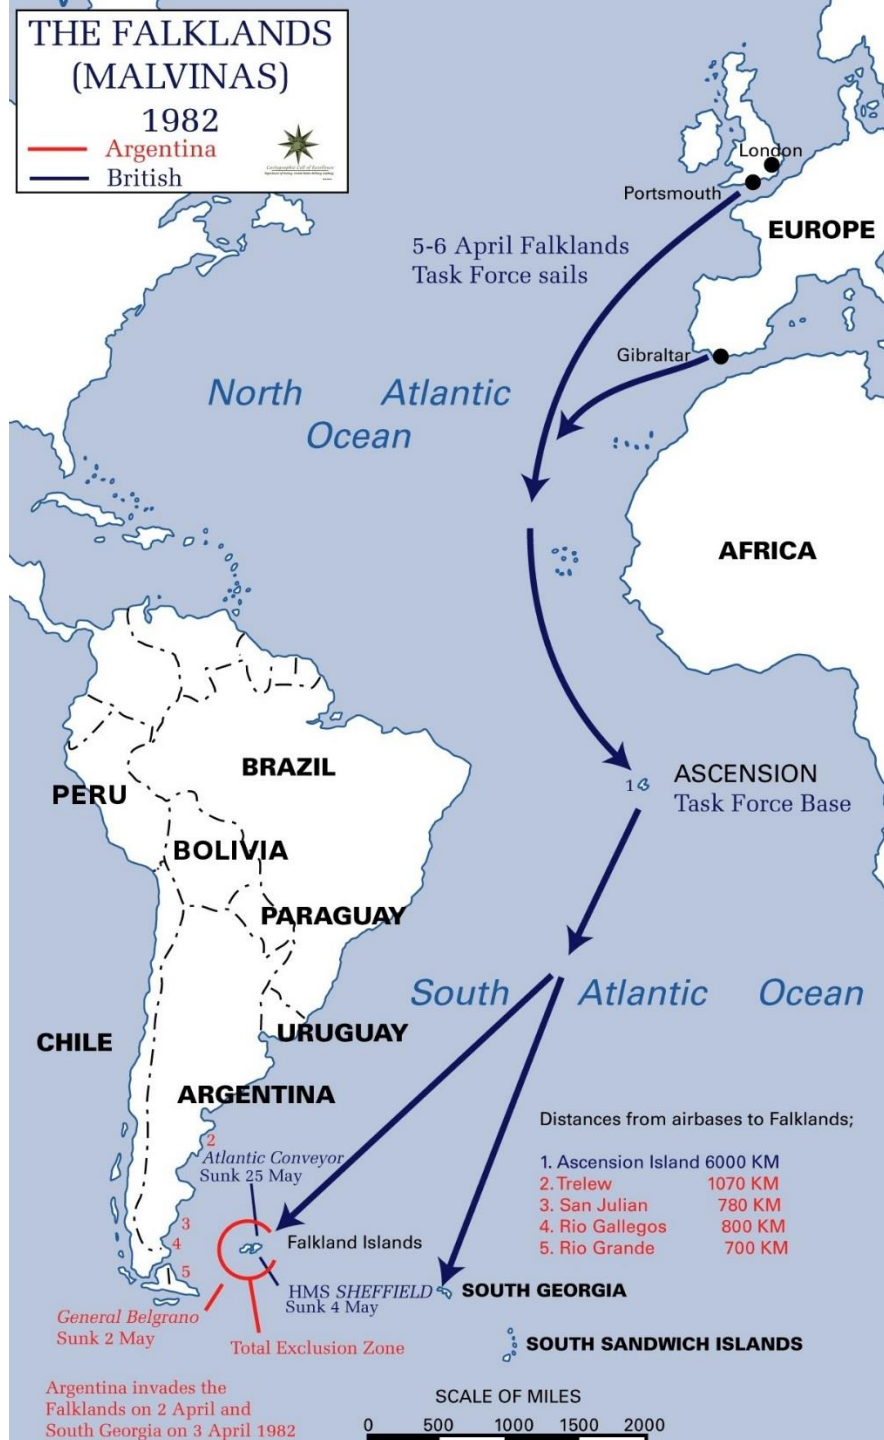 THE FALKLANDS
(MALVINAS)
1982
Argentina
British
London
Portsmouth
EUROPE
5-6 April Falklands
Task Force sails
Gibraltar
North Atlantic
Ocean
AFRICA
BRAZIL
ASCENSION
1
Task Force Base
PERU
BOLIVIA
PARAGUAY
South Atlantic Ocean
CHILE
URUGUAY
ARGENTINA
Distances from airbases to Falklands;
1. Ascension Island 6000 KM
2. Trelew 1070 KM
3. San Julian 780 KM
4. Rio Gallegos 800 KM
5. Rio Grande 700 KM
2
Atlantic Conveyor
Sunk 25 May
3
4
5
Falkland Islands
HMS SHEFFIELD
Sunk 4 May
SOUTH GEORGIA
General Belgrano
Sunk 2 May
Total Exclusion Zone
SOUTH SANDWICH ISLANDS
Argentina invades the
Falklands on 2 April and
South Georgia on 3 April 1982
SCALE OF MILES
0 500 1000 1500 2000